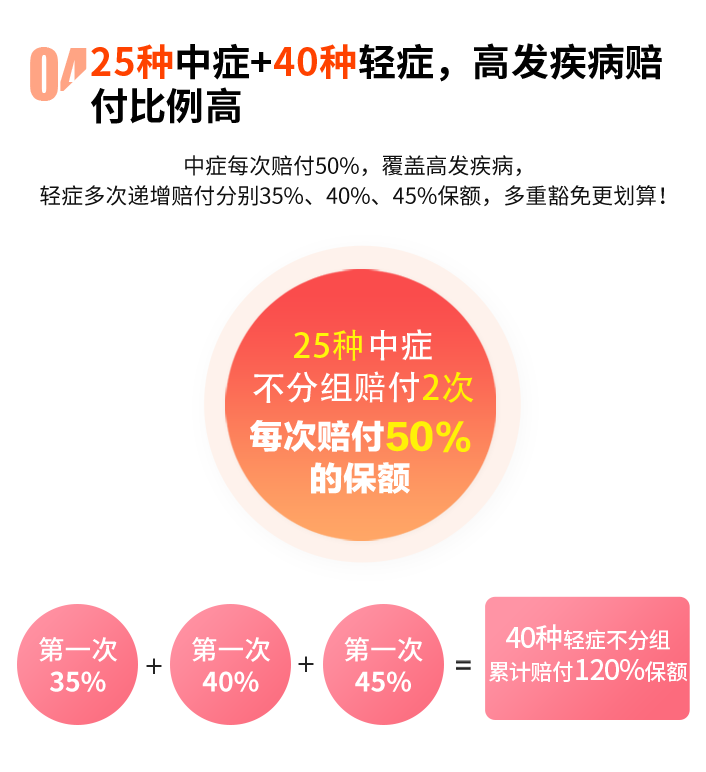 04
25种中症+40种轻症，高发疾病赔
付比例高
中症每次赔付50%，覆盖高发疾病，
轻症多次递增赔付分别35%、40%、45%保额，多重豁免更划算！
25种中症
不分组赔付2次
每次赔付50%
的保额
第一次
35%
+
第一次
40%
+
第一次
45%
=
40种轻症不分组
累计赔付120%保额